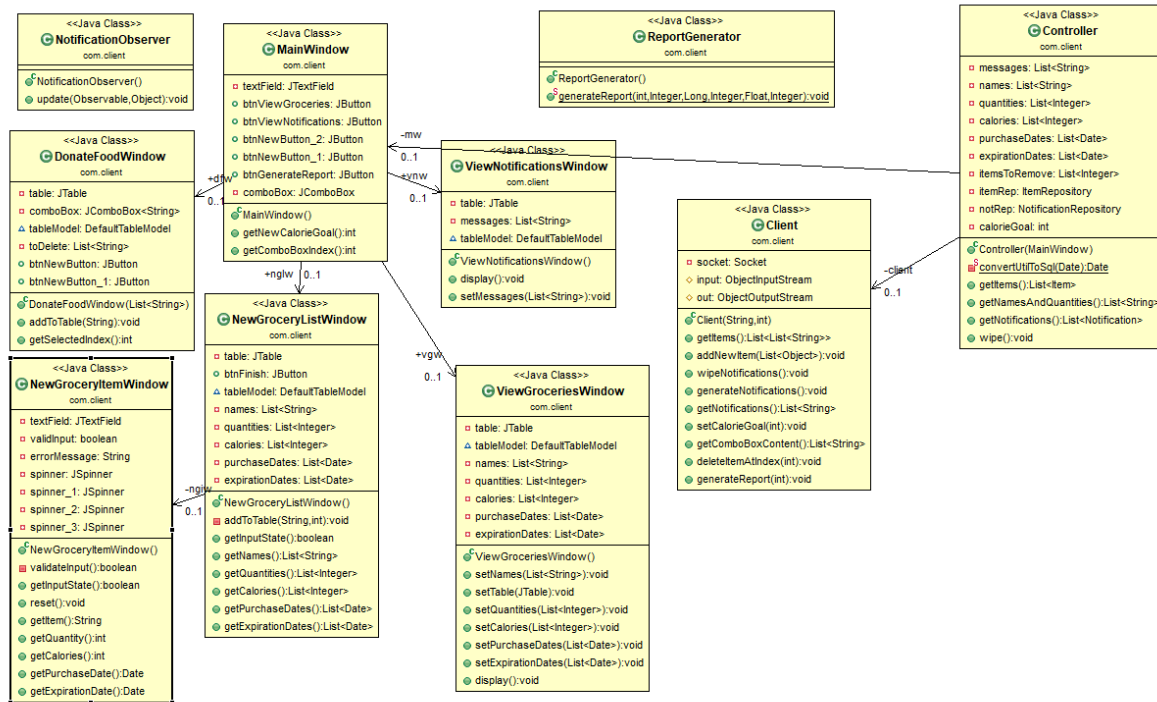 <<Java Class>>
NotificationObserver
com.client
NotificationObserver()
update(Observable,Object):void
<<Java Class>>
MainWindow
com.client
textField: JTextField
btnViewGroceries: JButton
btnViewNotifications: JButton
btnNewButton_2: JButton
btnNewButton_1: JButton
btnGenerateReport: JButton
comboBox: JComboBox
MainWindow()
getNewCalorieGoal():int
getComboBoxIndex():int
<<Java Class>>
ReportGenerator
com.client
ReportGenerator()
generateReport(int,Integer,Long,Integer,Float,Integer):void
<<Java Class>>
Controller
com.client
messages: List<String>
names: List<String>
quantities: List<Integer>
calories: List<Integer>
purchaseDates: List<Date>
expirationDates: List<Date>
itemsToRemove: List<Integer>
itemRep: ItemRepository
notRep: NotificationRepository
calorieGoal: int
Controller(MainWindow)
convertUtilToSql(Date):Date
getItems():List<Item>
getNamesAndQuantities():List<String>
getNotifications():List<Notification>
wipe():void
<<Java Class>>
DonateFoodWindow
com.client
table: JTable
comboBox: JComboBox<String>
tableModel: DefaultTableModel
toDelete: List<String>
btnNewButton: JButton
btnNewButton_1: JButton
DonateFoodWindow(List<String>)
addToTable(String):void
getSelectedIndex():int
+dfw
0..1
-mw
0..1
+vnw
0..1
<<Java Class>>
ViewNotificationsWindow
com.client
table: JTable
messages: List<String>
tableModel: DefaultTableModel
ViewNotificationsWindow()
display():void
setMessages(List<String>):void
<<Java Class>>
Client
com.client
socket: Socket
input: ObjectInputStream
out: ObjectOutputStream
Client(String,int)
getItems():List<List<String>>
addNewItem(List<Object>):void
wipeNotifications():void
generateNotifications():void
getNotifications():List<String>
setCalorieGoal(int):void
getComboBoxContent():List<String>
deleteItemAtIndex(int):void
generateReport(int):void
-client
0..1
+nglw
0..1
<<Java Class>>
NewGroceryListWindow
com.client
table: JTable
btnFinish: JButton
tableModel: DefaultTableModel
names: List<String>
quantities: List<Integer>
calories: List<Integer>
purchaseDates: List<Date>
expirationDates: List<Date>
NewGroceryListWindow()
addToTable(String,int):void
getInputState():boolean
getNames():List<String>
getQuantities():List<Integer>
getCalories():List<Integer>
getPurchaseDates():List<Date>
getExpirationDates():List<Date>
+vgw
0..1
<<Java Class>>
ViewGroceriesWindow
com.client
table: JTable
tableModel: DefaultTableModel
names: List<String>
quantities: List<Integer>
calories: List<Integer>
purchaseDates: List<Date>
expirationDates: List<Date>
ViewGroceriesWindow()
setNames(List<String>):void
setTable(JTable):void
setQuantities(List<Integer>):void
setCalories(List<Integer>):void
setPurchaseDates(List<Date>):void
setExpirationDates(List<Date>):void
display():void
<<Java Class>>
NewGroceryItemWindow
com.client
textField: JTextField
validInput: boolean
errorMessage: String
spinner: JSpinner
spinner_1: JSpinner
spinner_2: JSpinner
spinner_3: JSpinner
NewGroceryItemWindow()
validateInput():boolean
getInputState():boolean
reset():void
getItem():String
getQuantity():int
getCalories():int
getPurchaseDate():Date
getExpirationDate():Date
-ngiw
0..1